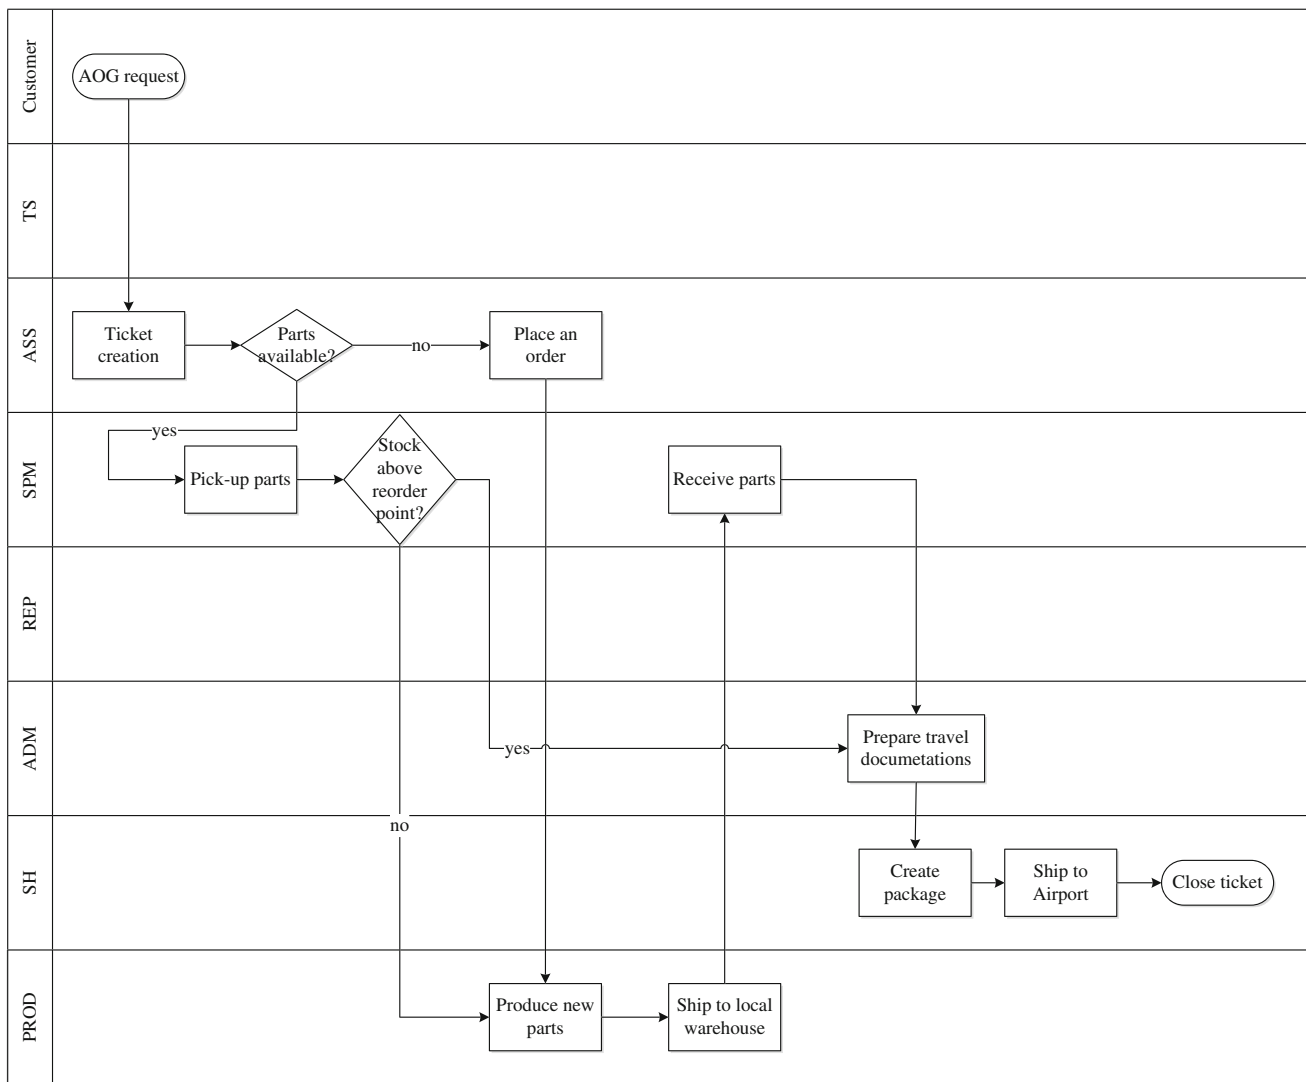 Customer
AOG request
TS
ASS
Ticket
creation
Parts
available?
no
Place an
order
SPM
yes
Pick-up parts
Stock
above
reorder
point?
Receive parts
REP
ADM
yes
Prepare travel
documetations
no
SH
Create
package
Ship to
Airport
Close ticket
PROD
Produce new
parts
Ship to local
warehouse